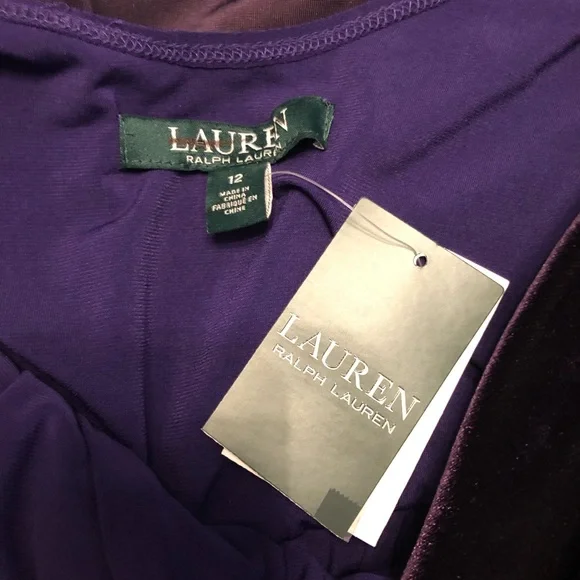 LAUREN
RALPH LAUREN
12
MADE IN
CHINA
FABRIQUÉ EN
CHINE
LAUREN
RALPH LAUREN